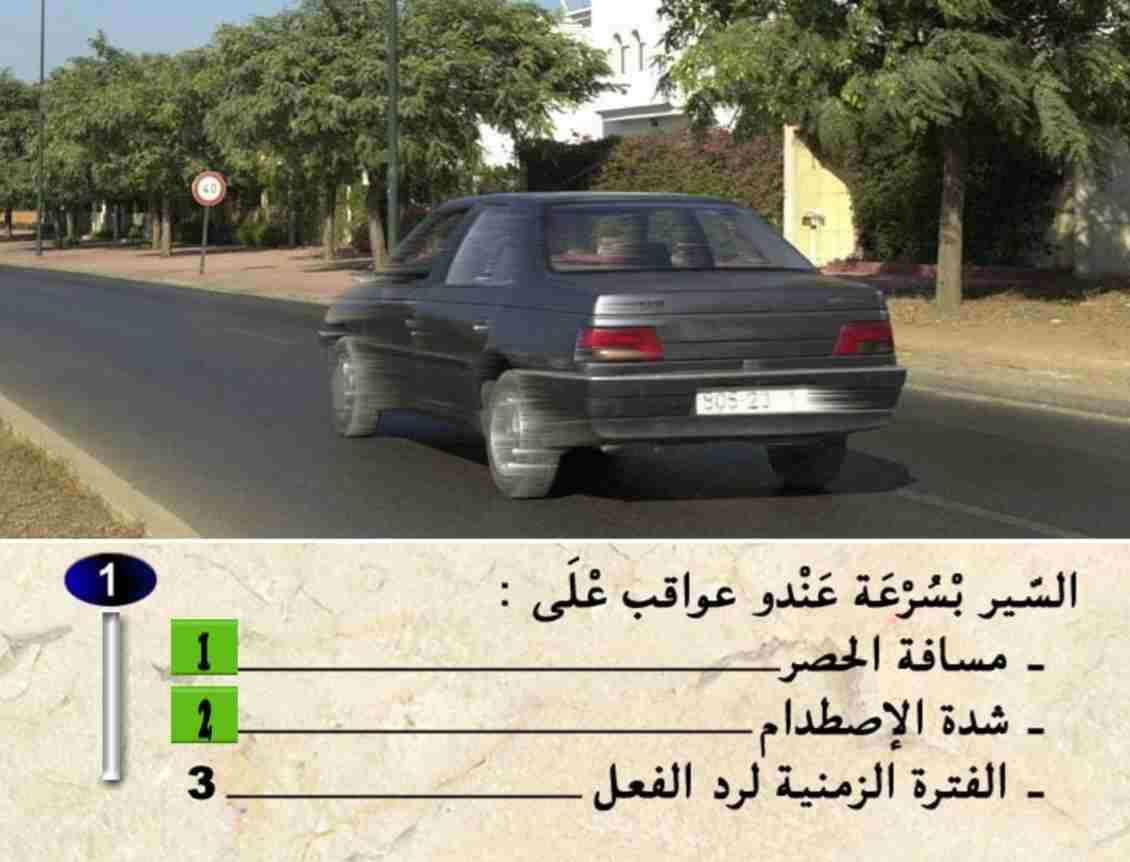 40
1
السّير بْسُرْعَة عَنْدو عواقب عْلَى :
ـ مسافة الحصر 1
ـ شدة الإصطدام 2
ـ الفترة الزمنية لرد الفعل 3